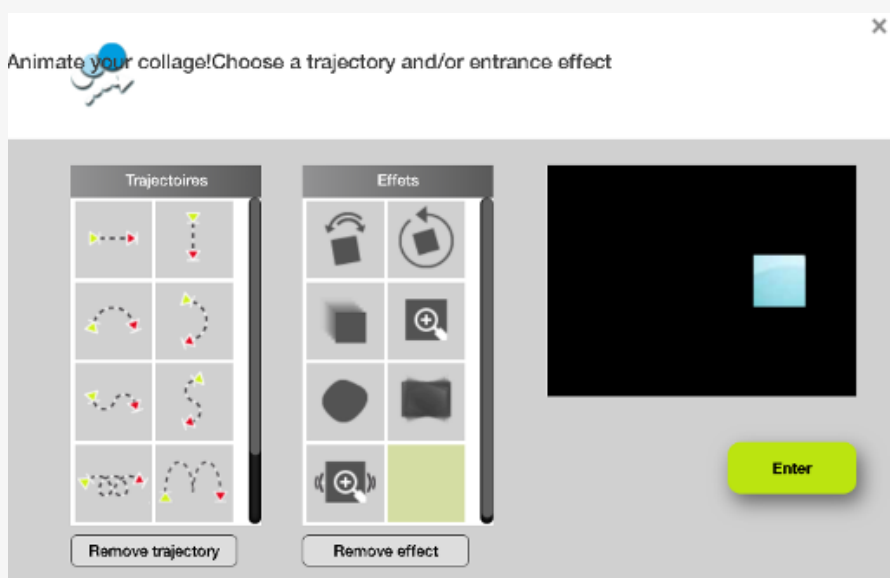 Animate your collage!Choose a trajectory and/or entrance effect
Trajectoires
Effets
Enter
Remove trajectory
Remove effect